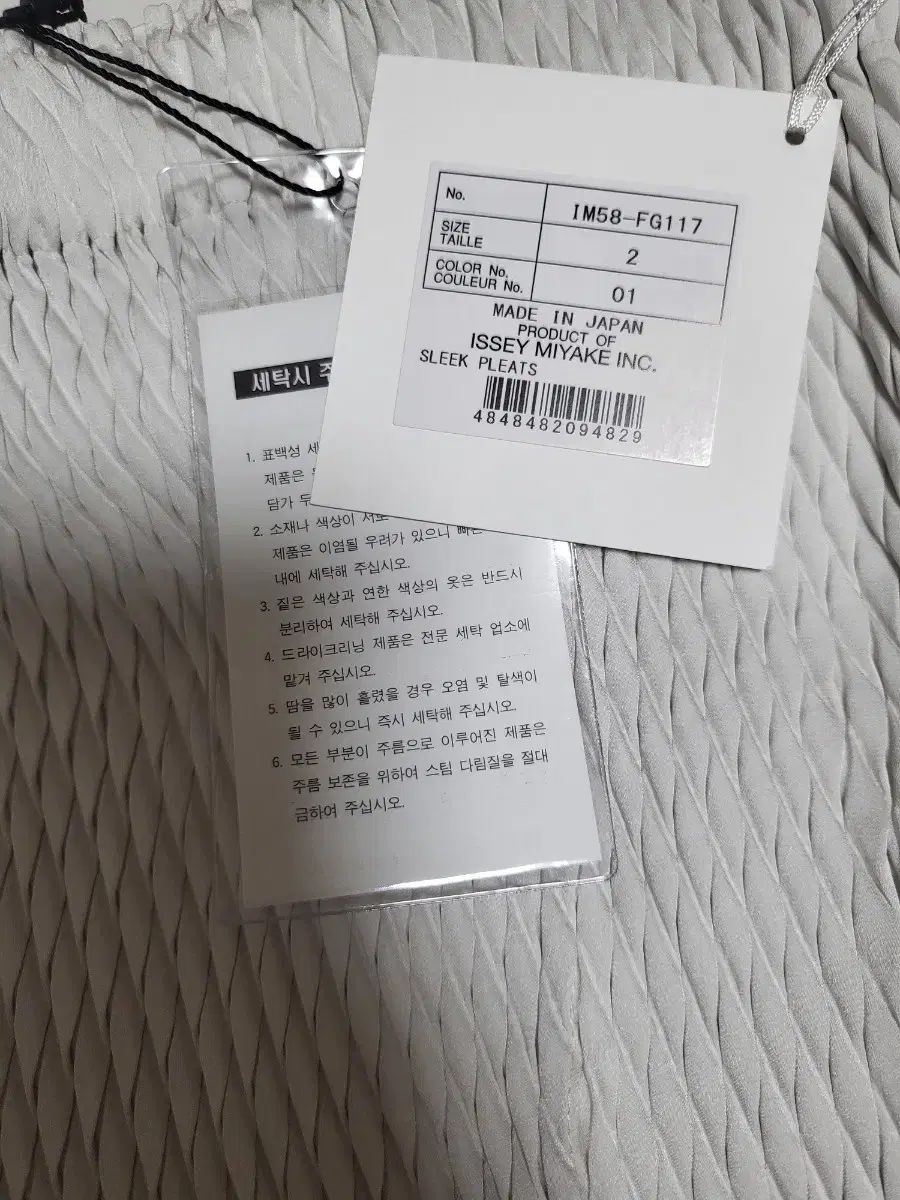 No. IM58-FG117
SIZE
TAILLE 2
COLOR No.
COULEUR No. 01
MADE IN JAPAN
PRODUCT OF
ISSEY MIYAKE INC.
SLEEK PLEATS
4848482094829
세탁시
1. 표백성
제품은
담가
2. 소재나 색상이
제품은 이염될 우려가 있으니
내에 세탁해 주십시오.
3. 짙은 색상과 연한 색상의 옷은 반드시
분리하여 세탁해 주십시오.
4. 드라이크리닝 제품은 전문 세탁 업소에
맡겨 주십시오.
5. 땀을 많이 흘렸을 경우 오염 및 탈색이
될 수 있으니 즉시 세탁해 주십시오.
6. 모든 부분이 주름으로 이루어진 제품은
주름 보존을 위하여 스팀 다림질을 절대
금하여 주십시오.